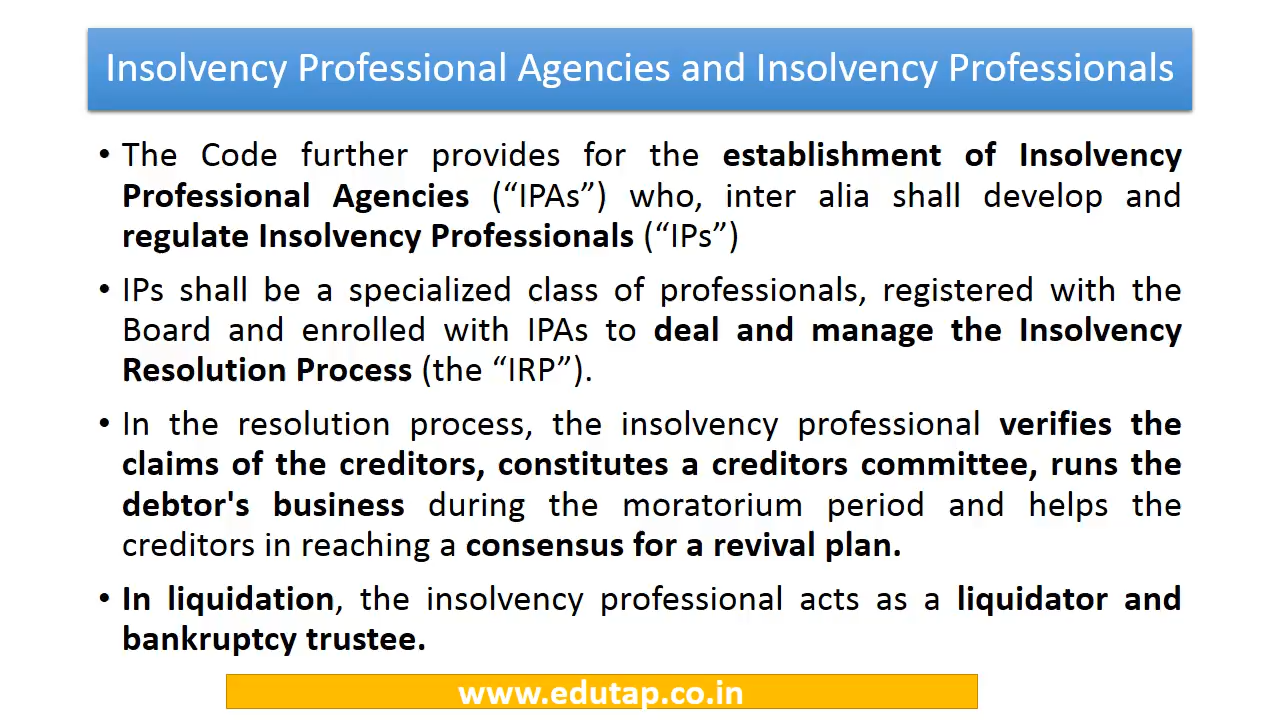 Insolvency Professional Agencies and Insolvency Professionals
• The Code further provides for the establishment of Insolvency
Professional Agencies (“IPAs”) who, inter alia shall develop and
regulate Insolvency Professionals (“IPs”)
• IPs shall be a specialized class of professionals, registered with the
Board and enrolled with IPAs to deal and manage the Insolvency
Resolution Process (the “IRP”).
• In the resolution process, the insolvency professional verifies the
claims of the creditors, constitutes a creditors committee, runs the
debtor's business during the moratorium period and helps the
creditors in reaching a consensus for a revival plan.
• In liquidation, the insolvency professional acts as a liquidator and
bankruptcy trustee.
www.edutap.co.in